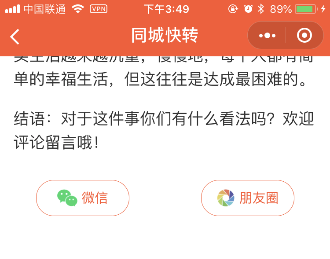 中国联通 VPN 下午3:49 89%
同城快转
单的幸福生活，但这往往是达成最困难的。
结语：对于这件事你们有什么看法吗？欢迎
评论留言哦！
微信 朋友圈